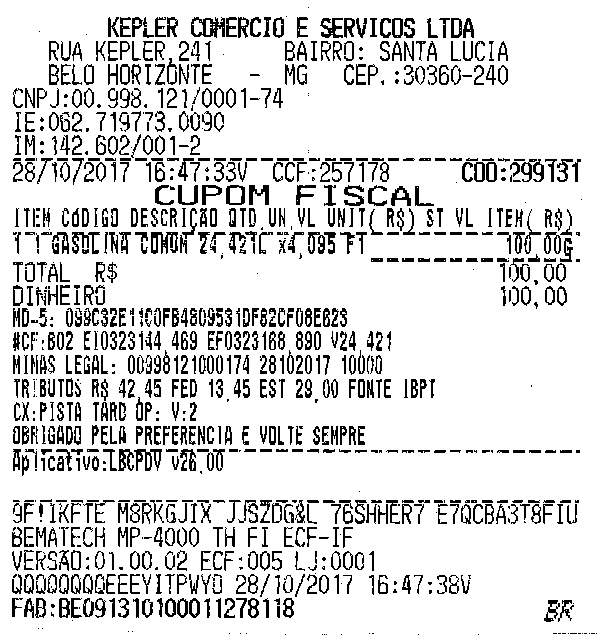 KEPLER COMERCIO E SERVICOS LTDA
RUA KEPLER,241 BAIRRO: SANTA LUCIA
BELO HORIZONTE - MG CEP.:30360-240
CNPJ:00.998.121/0001-74
IE:062.719773.0090
IM:142.602/001-2
28/10/2017 16:47:33V CCF:257178 COO:299131
CUPOM FISCAL
ITEM CÓDIGO DESCRIÇÃO QTD.UN.VL UNIT( R$) ST VL ITEM( R$)
1 1 GASOLINA COMUM 24,421L x4,095 F1 100,00G
TOTAL R$ 100,00
DINHEIRO 100,00
MD-5: 099C32E1100FB4809531DF82CF08E623
#CF:B02 EI0323144,469 EF0323168,890 V24,421
MINAS LEGAL: 00998121000174 28102017 10000
TRIBUTOS R$ 42,45 FED 13,45 EST 29,00 FONTE IBPT
CX:PISTA TARD OP: V:2
OBRIGADO PELA PREFERENCIA E VOLTE SEMPRE
Aplicativo:LBCPDV v26.00
9F!IKFTE M8RKGJIX JJSZDG&L 76SHHER7 E7QCBA3T8FIU
BEMATECH MP-4000 TH FI ECF-IF
VERSÃO:01.00.02 ECF:005 LJ:0001
QQQQQQQQEEEYITPWYO 28/10/2017 16:47:38V
FAB:BE091310100011278118 BR